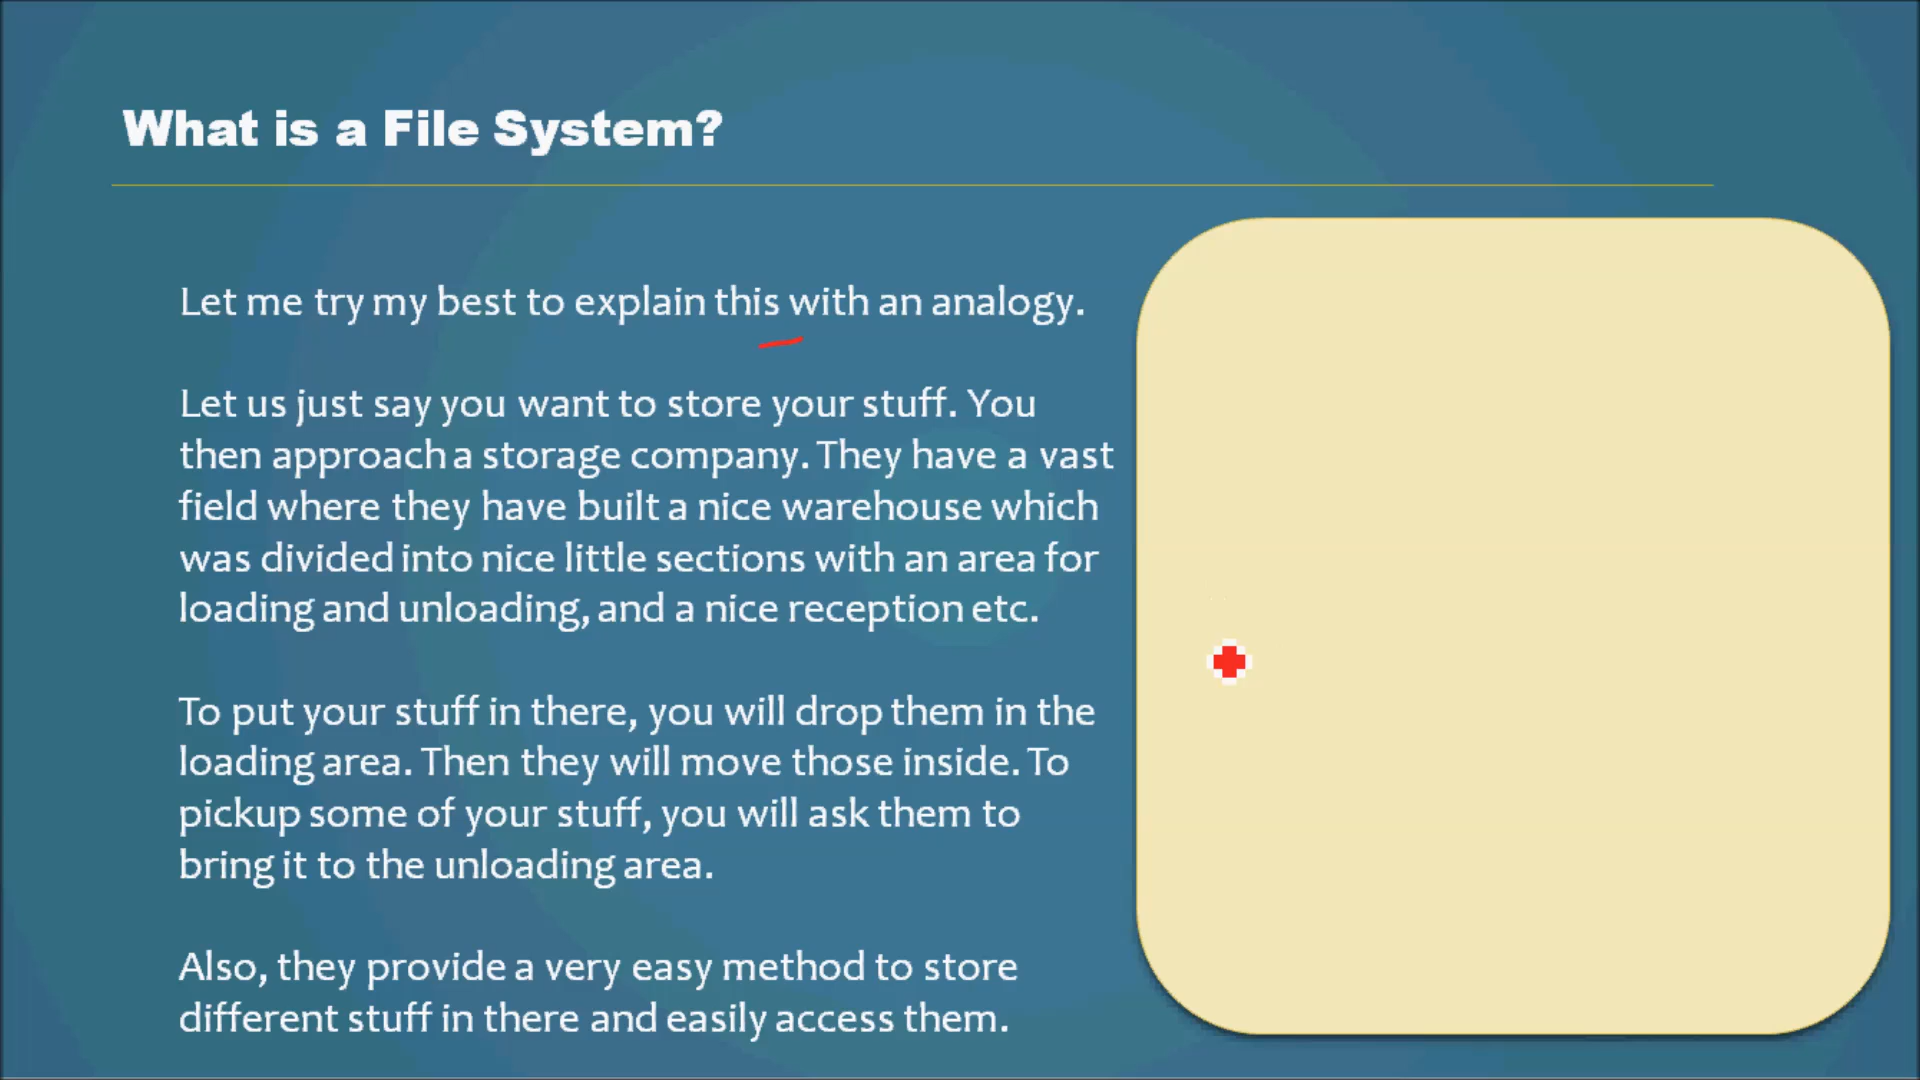 What is a File System?
Let me try my best to explain this with an analogy.
Let us just say you want to store your stuff. You
then approach a storage company. They have a vast
field where they have built a nice warehouse which
was divided into nice little sections with an area for
loading and unloading, and a nice reception etc.
To put your stuff in there, you will drop them in the
loading area. Then they will move those inside. To
pickup some of your stuff, you will ask them to
bring it to the unloading area.
Also, they provide a very easy method to store
different stuff in there and easily access them.